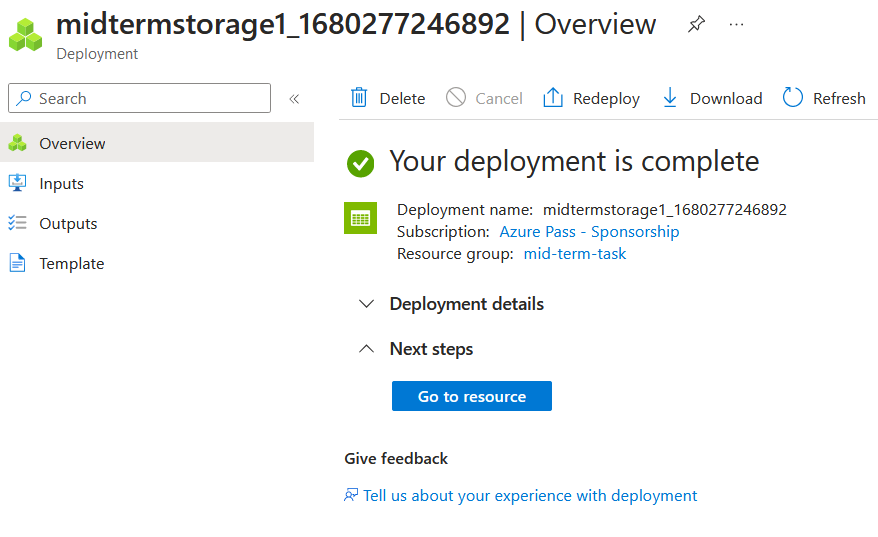 midtermstorage1_1680277246892 | Overview
Deployment
Search
«
Overview
Inputs
Outputs
Template
Delete Cancel Redeploy Download Refresh
Your deployment is complete
Deployment name: midtermstorage1_1680277246892
Subscription: Azure Pass - Sponsorship
Resource group: mid-term-task
Deployment details
Next steps
Go to resource
Give feedback
Tell us about your experience with deployment